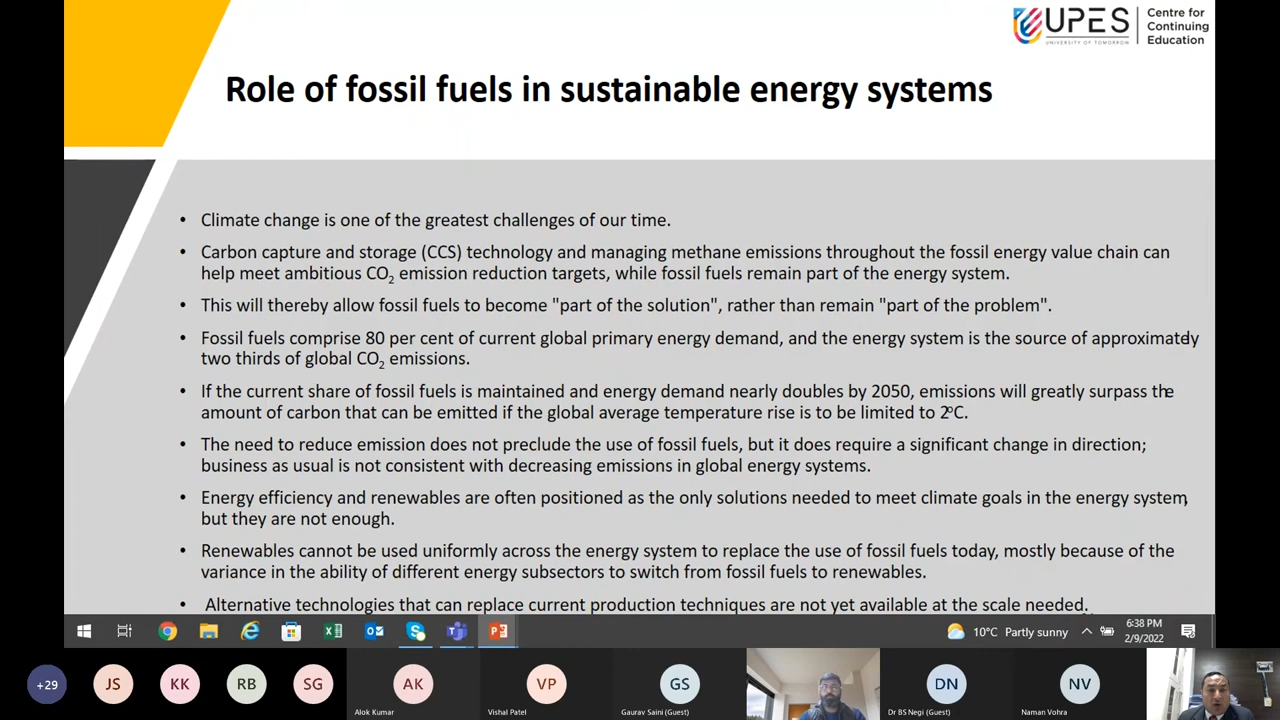 UPES
UNIVERSITY OF TOMORROW
Centre for
Continuing
Education
Role of fossil fuels in sustainable energy systems
• Climate change is one of the greatest challenges of our time.
• Carbon capture and storage (CCS) technology and managing methane emissions throughout the fossil energy value chain can
help meet ambitious CO2 emission reduction targets, while fossil fuels remain part of the energy system.
• This will thereby allow fossil fuels to become "part of the solution", rather than remain "part of the problem".
• Fossil fuels comprise 80 per cent of current global primary energy demand, and the energy system is the source of approximately
two thirds of global CO2 emissions.
• If the current share of fossil fuels is maintained and energy demand nearly doubles by 2050, emissions will greatly surpass the
amount of carbon that can be emitted if the global average temperature rise is to be limited to 2°C.
• The need to reduce emission does not preclude the use of fossil fuels, but it does require a significant change in direction;
business as usual is not consistent with decreasing emissions in global energy systems.
• Energy efficiency and renewables are often positioned as the only solutions needed to meet climate goals in the energy system,
but they are not enough.
• Renewables cannot be used uniformly across the energy system to replace the use of fossil fuels today, mostly because of the
variance in the ability of different energy subsectors to switch from fossil fuels to renewables.
• Alternative technologies that can replace current production techniques are not yet available at the scale needed.
10°C Partly sunny
6:38 PM
2/9/2022
+29
JS
KK
RB
SG
AK
Alok Kumar
VP
Vishal Patel
GS
Gaurav Saini (Guest)
DN
Dr BS Negi (Guest)
NV
Naman Vohra